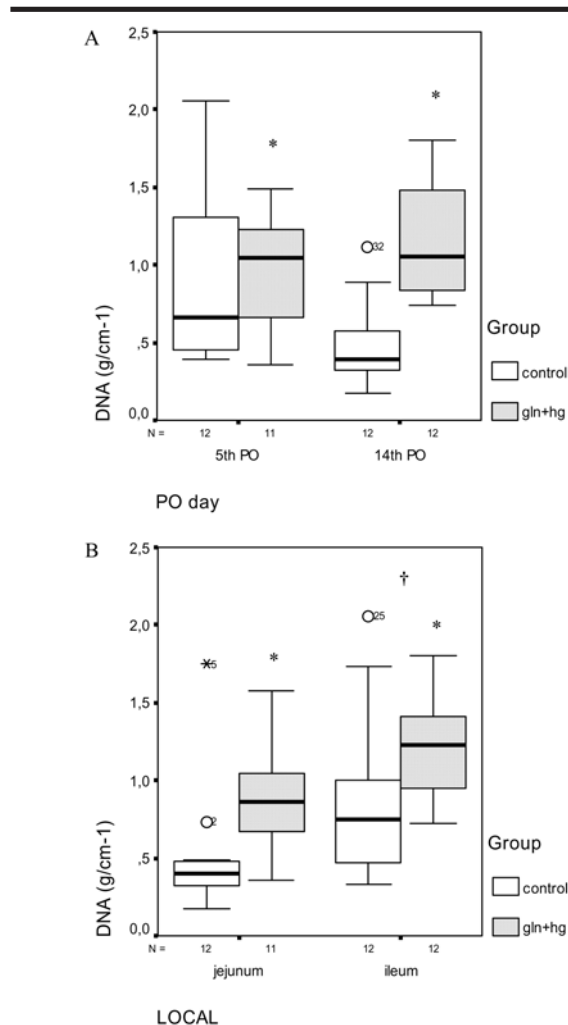 A
2,5
2,0
1,5
1,0
,5
0,0
DNA (g/cm-1)
*
*
32
Group
control
gln+hg
N = 12 11 12 12
5th PO 14th PO
PO day
B
2,5
2,0
1,5
1,0
,5
0,0
DNA (g/cm-1)
†
25
*
*
5
2
Group
control
gln+hg
N = 12 11 12 12
jejunum ileum
LOCAL